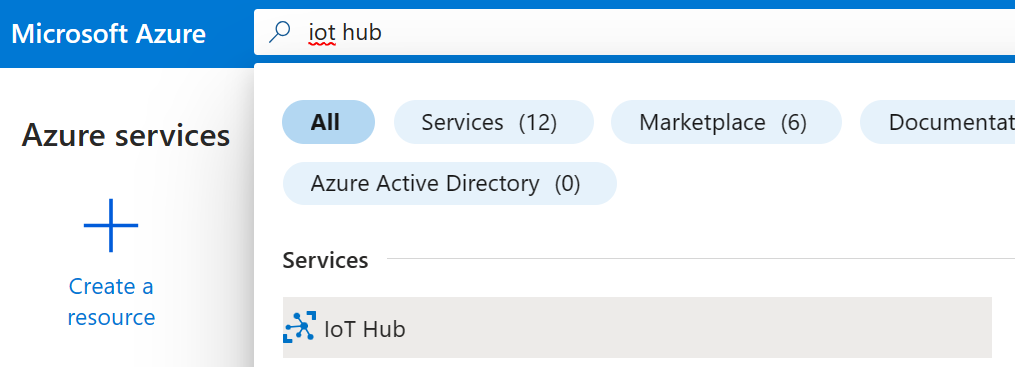 Microsoft Azure
iot hub
All
Services (12)
Marketplace (6)
Documentat
Azure Active Directory (0)
Azure services
Create a
resource
Services
IoT Hub